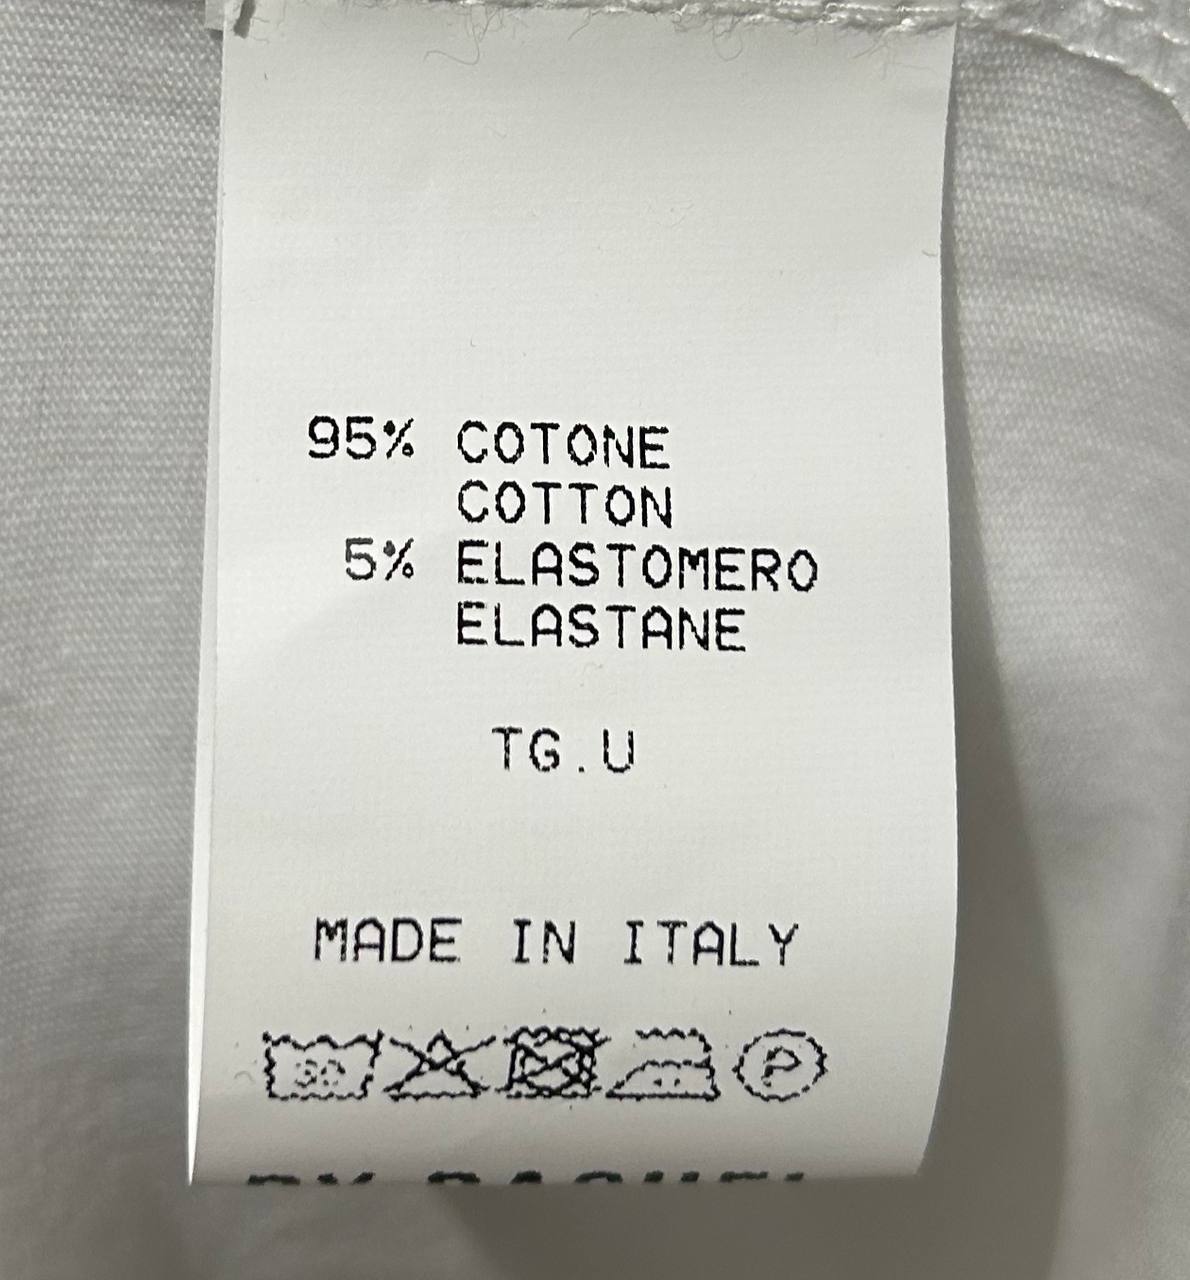 95% COTONE
COTTON
5% ELASTOMERO
ELASTANE
TG.U
MADE IN ITALY
P